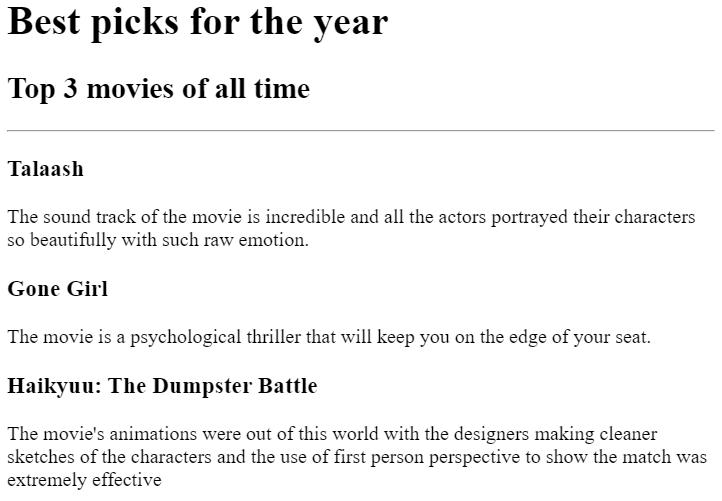 Best picks for the year
Top 3 movies of all time
Talaash
The sound track of the movie is incredible and all the actors portrayed their characters
so beautifully with such raw emotion.
Gone Girl
The movie is a psychological thriller that will keep you on the edge of your seat.
Haikyuu: The Dumpster Battle
The movie's animations were out of this world with the designers making cleaner
sketches of the characters and the use of first person perspective to show the match was
extremely effective